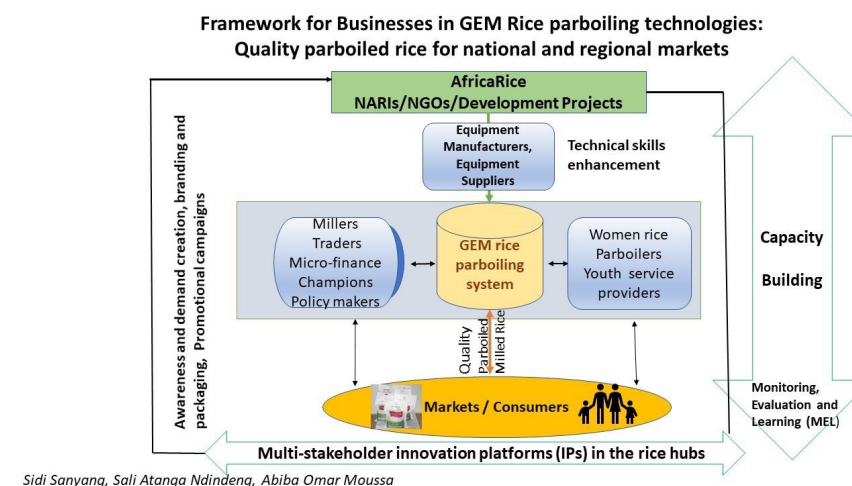 Framework for Businesses in GEM Rice parboiling technologies:
Quality parboiled rice for national and regional markets
AfricaRice
NARIs/NGOs/Development Projects
Equipment
Manufacturers,
Equipment
Suppliers
Technical skills
enhancement
Awareness and demand creation, branding and
packaging, Promotional campaigns
Millers
Traders
Micro-finance
Champions
Policy makers
GEM rice
parboiling
system
Women rice
Parboilers
Youth service
providers
Capacity
Building
Quality
Parboiled
Milled Rice
Markets / Consumers
Monitoring,
Evaluation and
Learning (MEL)
Multi-stakeholder innovation platforms (IPs) in the rice hubs
Sidi Sanyang, Sali Atanga Ndindeng, Abiba Omar Moussa